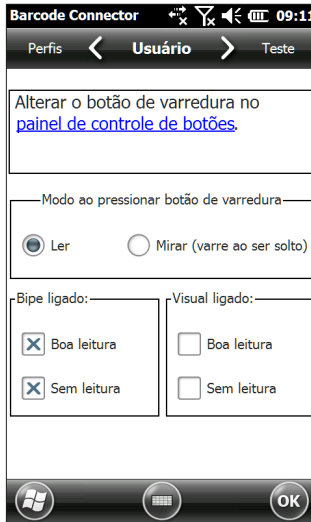 Barcode Connector 09:11
Perfis Usuário Teste
Alterar o botão de varredura no
painel de controle de botões.
Modo ao pressionar botão de varredura
Ler Mirar (varre ao ser solto)
Bipe ligado: Visual ligado:
Boa leitura Boa leitura
Sem leitura Sem leitura
OK